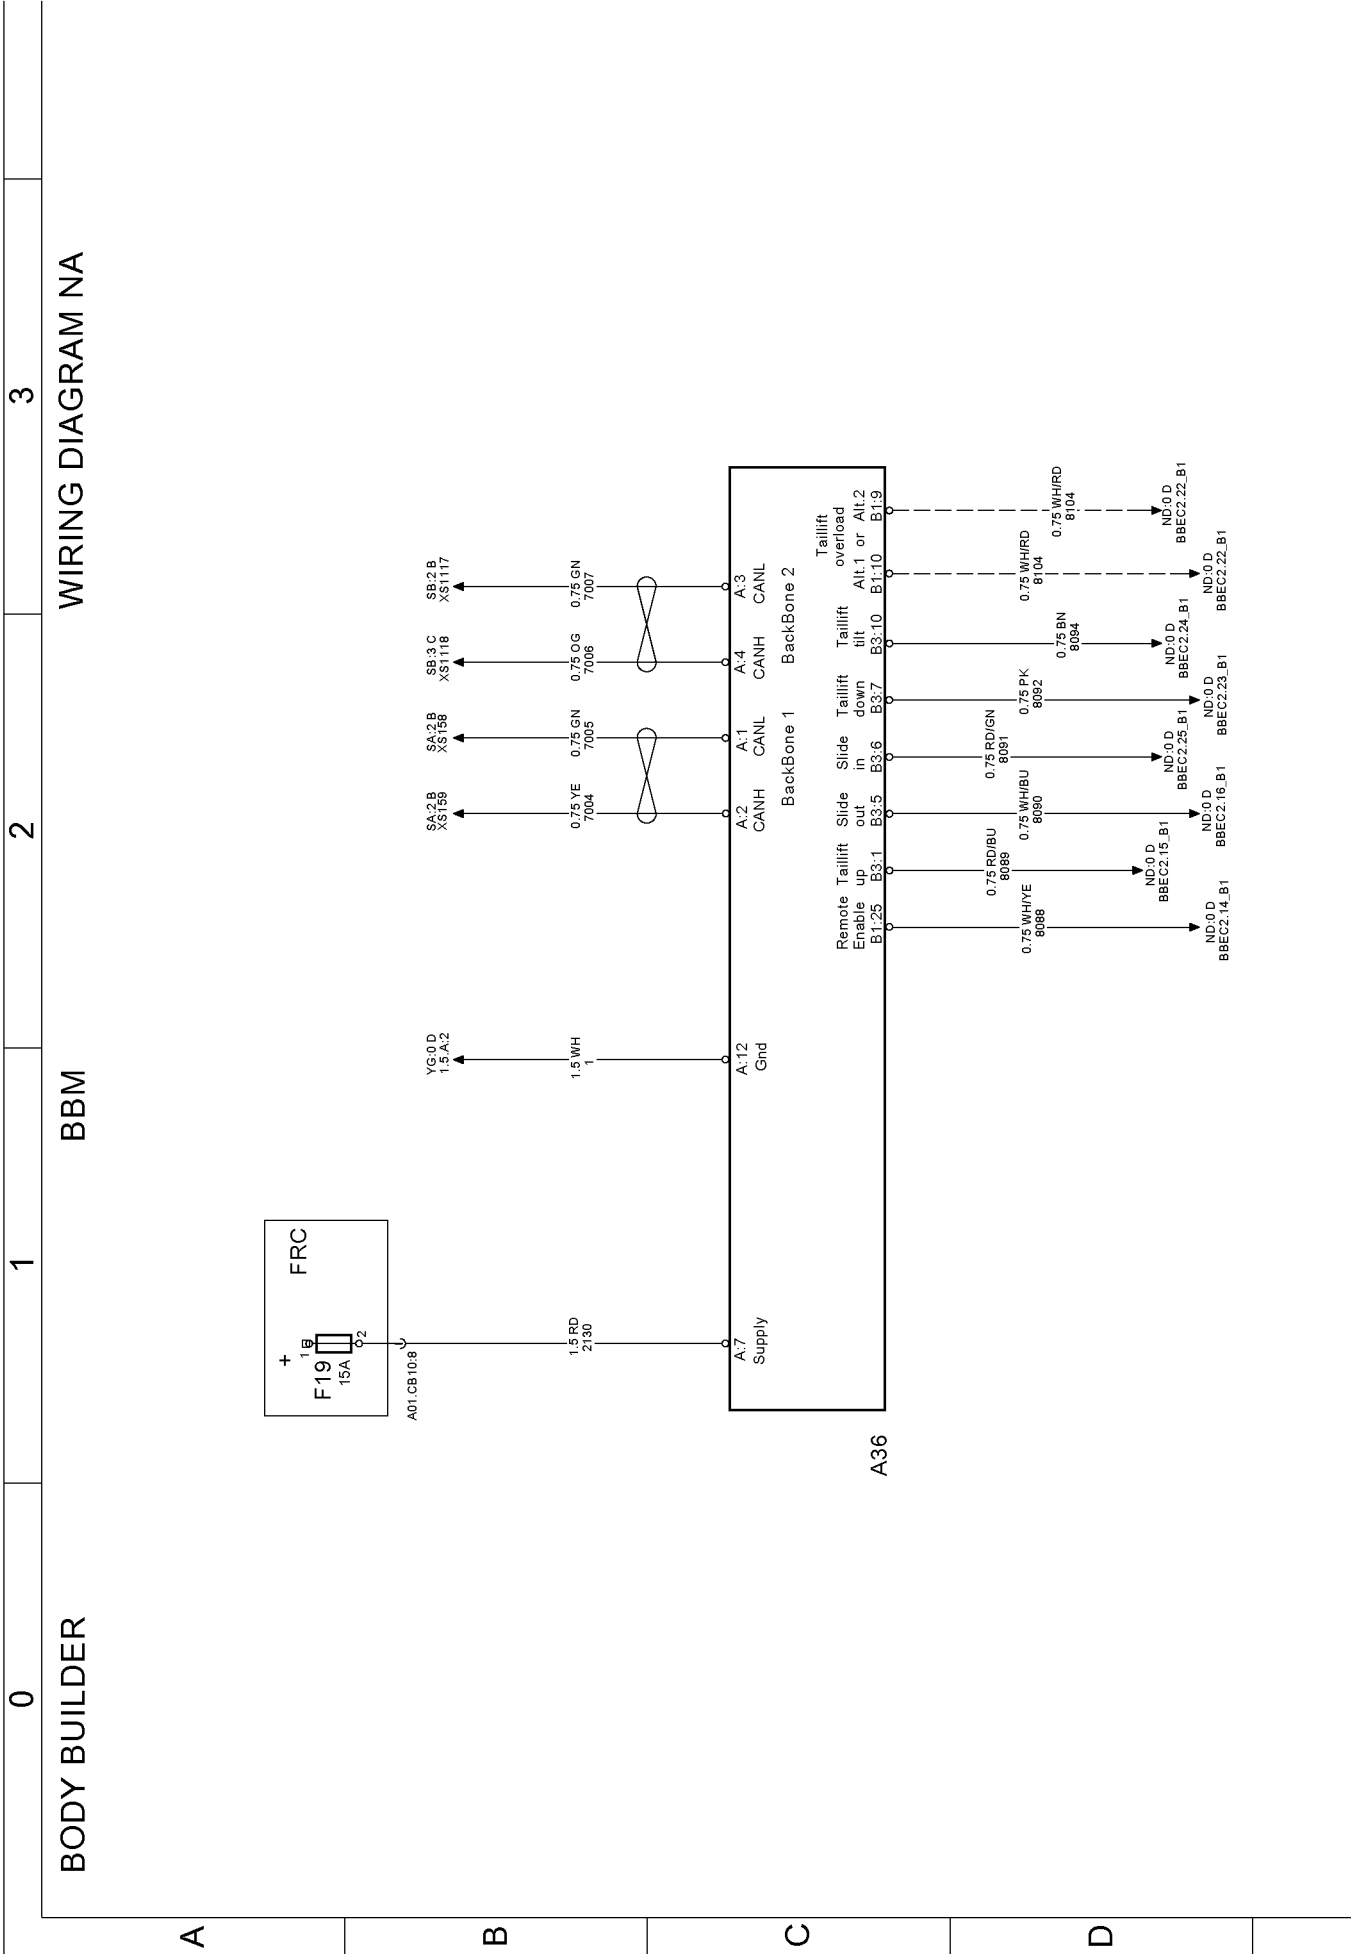 0
1
2
3
BODY BUILDER
BBM
WIRING DIAGRAM NA
A
B
C
D
+
FRC
1
F19
15A
2
A01.CB10:8
1.5 RD
2130
A:7
Supply
YG:0 D
1.5.A:2
1.5 WH
1
A:12
Gnd
SA:2 B
XS159
0.75 YE
7004
A:2
CANH
SA:2 B
XS158
0.75 GN
7005
A:1
CANL
BackBone 1
SB:3 C
XS1118
0.75 OG
7006
A:4
CANH
SB:2 B
XS1117
0.75 GN
7007
A:3
CANL
BackBone 2
A36
Remote
Enable
B1:25
0.75 WH/YE
8088
ND:0 D
BBEC2.14_B1
Taillift
up
B3:1
0.75 RD/BU
8089
ND:0 D
BBEC2.15_B1
Slide
out
B3:5
0.75 WH/BU
8090
ND:0 D
BBEC2.16_B1
Slide
in
B3:6
0.75 RD/GN
8091
ND:0 D
BBEC2.25_B1
Taillift
down
B3:7
0.75 PK
8092
ND:0 D
BBEC2.23_B1
Taillift
tilt
B3:10
0.75 BN
8094
ND:0 D
BBEC2.24_B1
Taillift
overload
Alt.1 or Alt.2
B1:10
0.75 WH/RD
8104
ND:0 D
BBEC2.22_B1
B1:9
0.75 WH/RD
8104
ND:0 D
BBEC2.22_B1